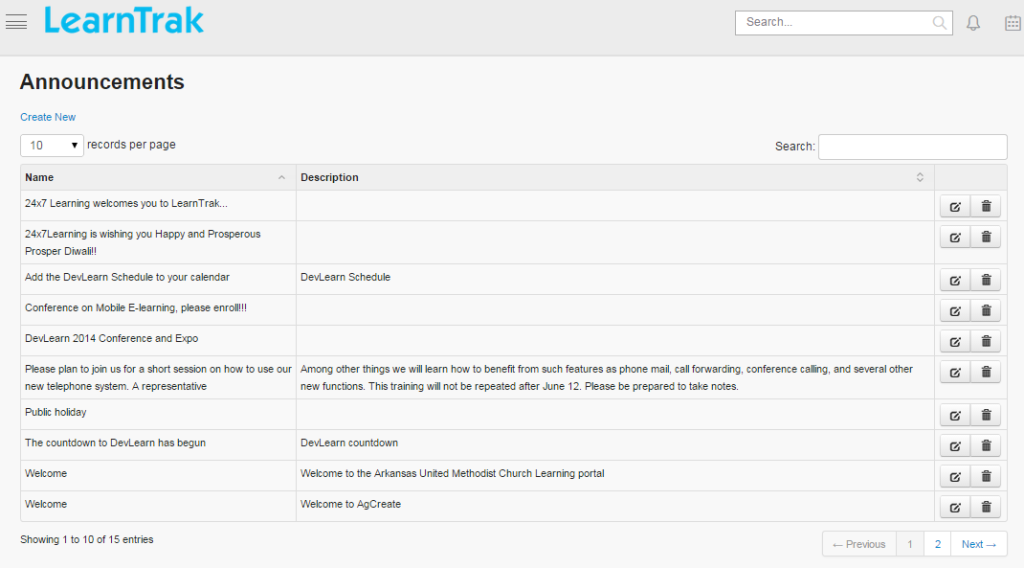 LearnTrak
Search...
Announcements
Create New
10 records per page
Search:
Name Description
24x7 Learning welcomes you to LearnTrak...
24x7Learning is wishing you Happy and Prosperous
Prosper Diwali!!
Add the DevLearn Schedule to your calendar DevLearn Schedule
Conference on Mobile E-learning, please enroll!!!
DevLearn 2014 Conference and Expo
Please plan to join us for a short session on how to use our Among other things we will learn how to benefit from such features as phone mail, call forwarding, conference calling, and several other
new telephone system. A representative new functions. This training will not be repeated after June 12. Please be prepared to take notes.
Public holiday
The countdown to DevLearn has begun DevLearn countdown
Welcome Welcome to the Arkansas United Methodist Church Learning portal
Welcome Welcome to AgCreate
Showing 1 to 10 of 15 entries
← Previous 1 2 Next →